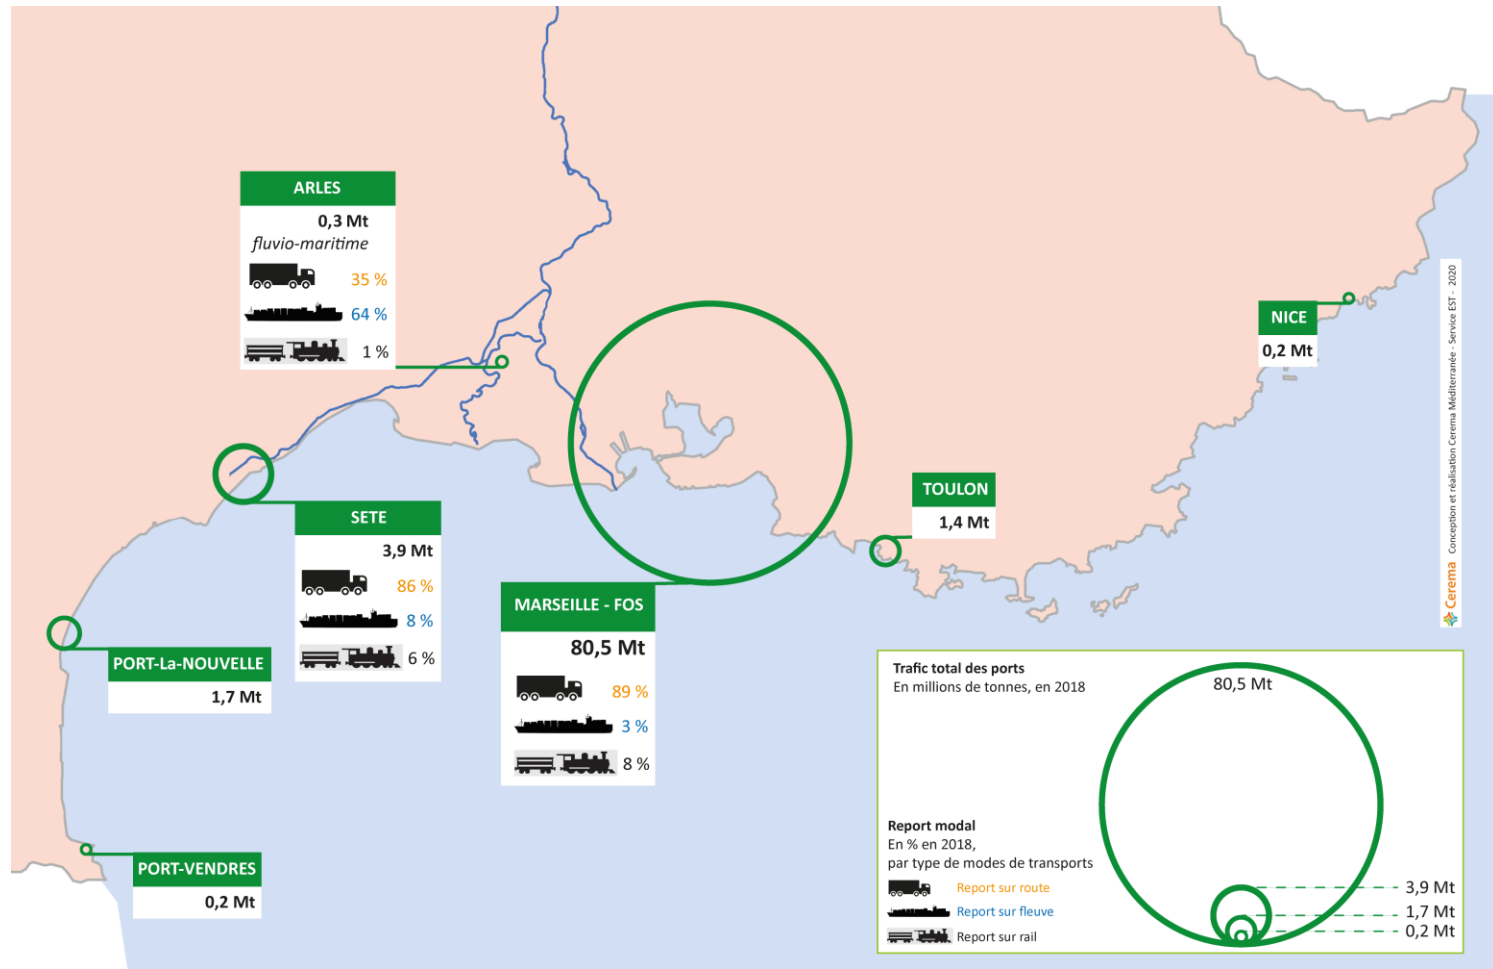 ARLES
0,3 Mt
fluvio-maritime
35 %
64 %
1 %
NICE
0,2 Mt
TOULON
1,4 Mt
SETE
3,9 Mt
86 %
8 %
6 %
MARSEILLE - FOS
80,5 Mt
89 %
3 %
8 %
PORT-La-NOUVELLE
1,7 Mt
PORT-VENDRES
0,2 Mt
Cerema Conception et réalisation Cerema Méditerranée - Service EST - 2020
Trafic total des ports
En millions de tonnes, en 2018
80,5 Mt
3,9 Mt
1,7 Mt
0,2 Mt
Report modal
En % en 2018,
par type de modes de transports
Report sur route
Report sur fleuve
Report sur rail